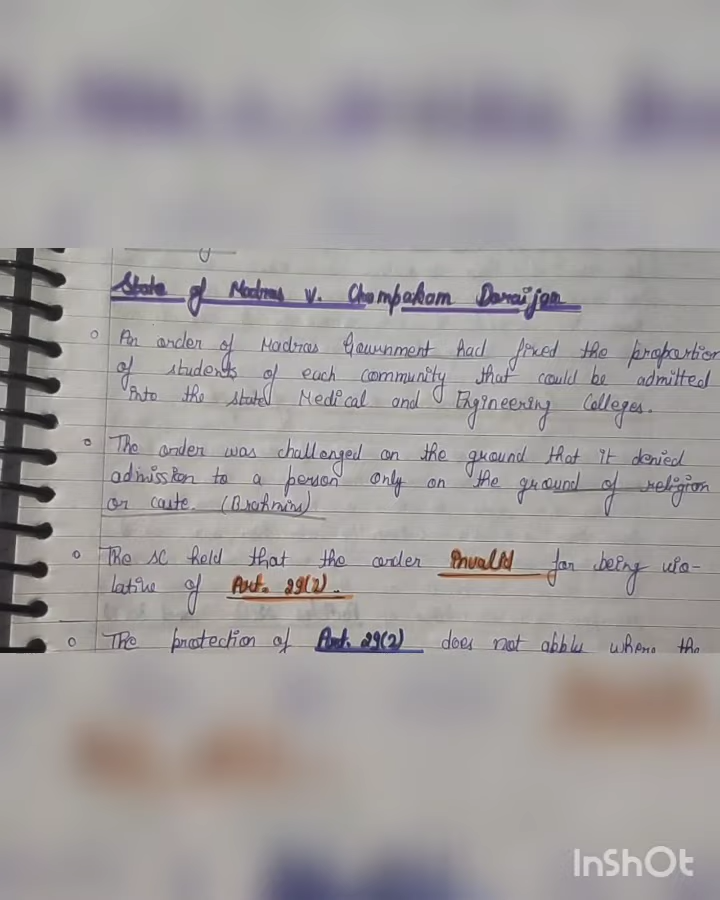 State of Madras v. Champakam Doraijan
An order of Madras Government had fixed the proportion
of students of each community that could be admitted
into the state Medical and Engineering Colleges.
The order was challenged on the ground that it denied
admission to a person only on the ground of religion
or caste. (Brahmins)
The SC held that the order Invalid for being vio-
lative of Art. 29(2).
The protection of Art. 29(2) does not apply where the
InShOt